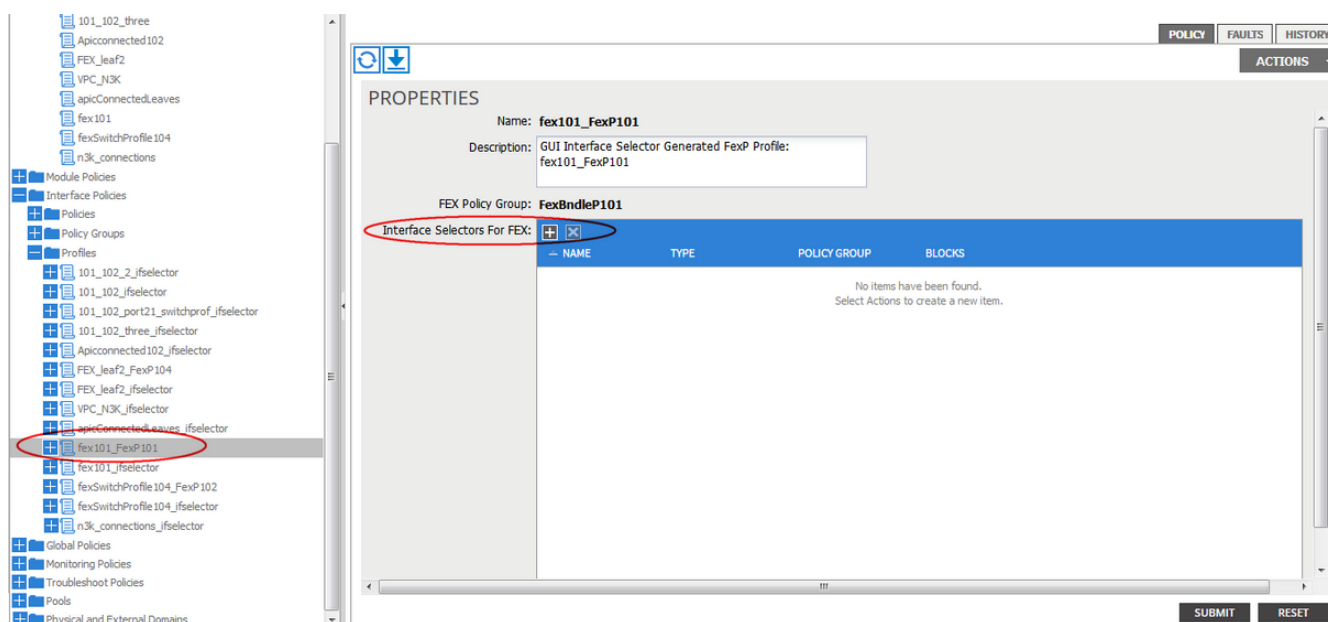 101_102_three
Apicconnected102
FEX_leaf2
VPC_N3K
apicConnectedLeaves
fex101
fexSwitchProfile104
n3k_connections
Module Policies
Interface Policies
Policies
Policy Groups
Profiles
101_102_2_ifselector
101_102_ifselector
101_102_port21_switchprof_ifselector
101_102_three_ifselector
Apicconnected102_ifselector
FEX_leaf2_FexP104
FEX_leaf2_ifselector
VPC_N3K_ifselector
apicConnectedLeaves_ifselector
fex101_FexP101
fex101_ifselector
fexSwitchProfile104_FexP102
fexSwitchProfile104_ifselector
n3k_connections_ifselector
Global Policies
Monitoring Policies
Troubleshoot Policies
Pools
Physical and External Domains
POLICY FAULTS HISTORY
ACTIONS
PROPERTIES
Name: fex101_FexP101
Description: GUI Interface Selector Generated FexP Profile:
fex101_FexP101
FEX Policy Group: FexBndleP101
Interface Selectors For FEX:
NAME TYPE POLICY GROUP BLOCKS
No items have been found.
Select Actions to create a new item.
SUBMIT RESET